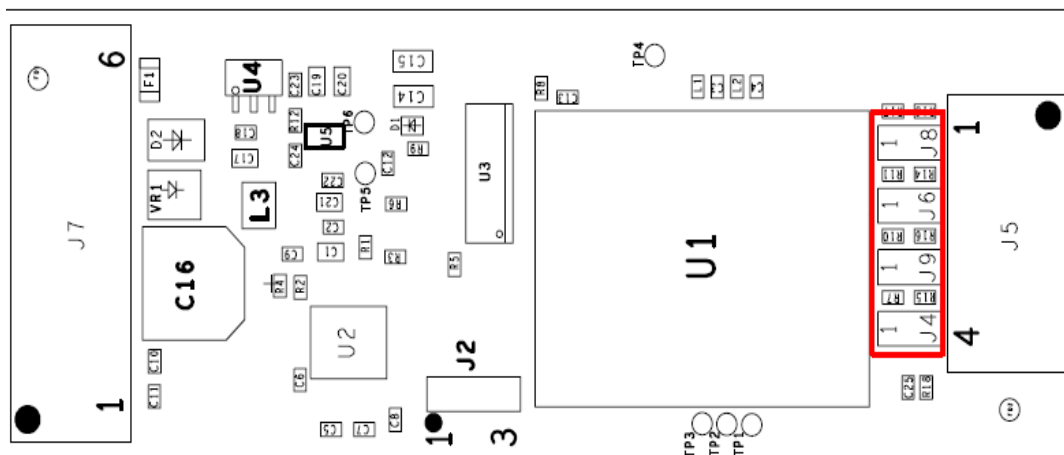 J7
6
1
F1
D2
VR1
C16
C10
C11
U4
C18
C17
L3
C23
C19
C20
R12
U5
C24
TP6
TP5
C15
C14
D1
R9
C12
C22
C21
C2
C1
R1
R6
R3
C9
R4
R2
U2
C6
C5
C7
C8
U3
R5
J2
1
3
R8
C13
TP4
L1
C3
L2
C4
U1
TP3
TP2
TP1
1
J8
R11
R14
1
J6
R10
R16
1
J9
R7
R15
1
J4
C25
R18
J5
1
4